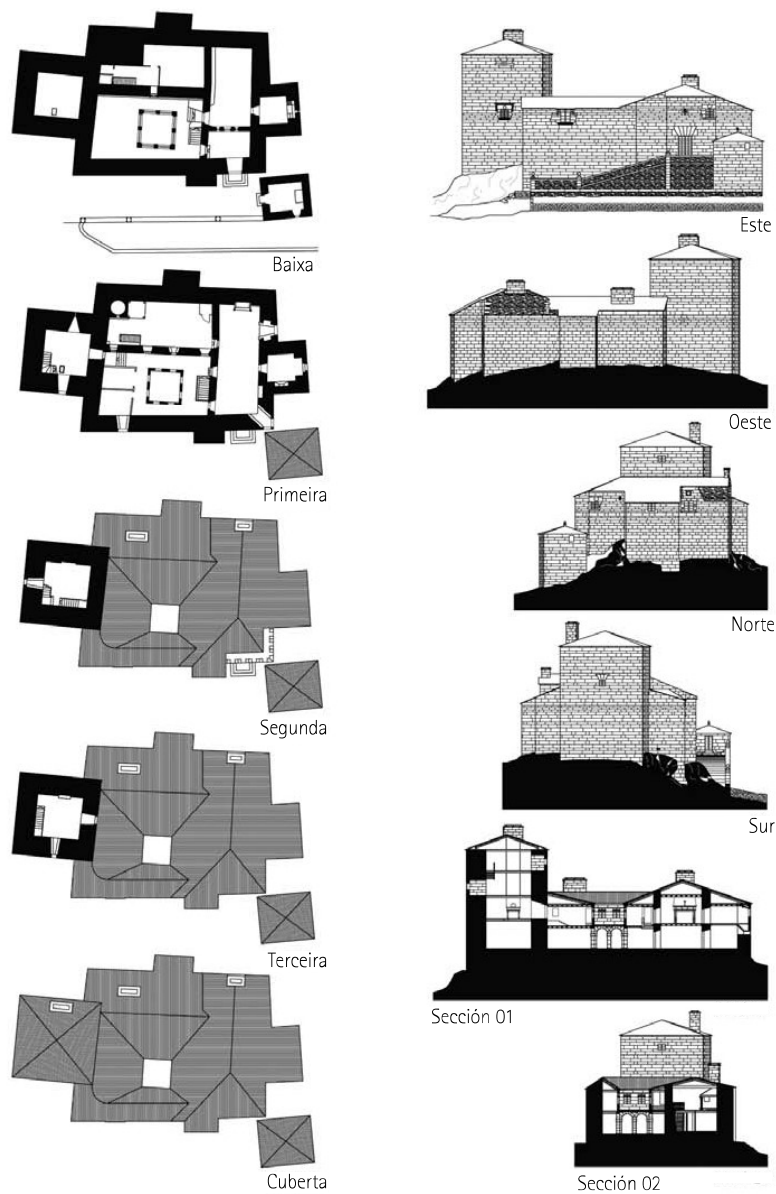 Baixa
Primeira
Segunda
Terceira
Cuberta
Este
Oeste
Norte
Sur
Sección 01
Sección 02